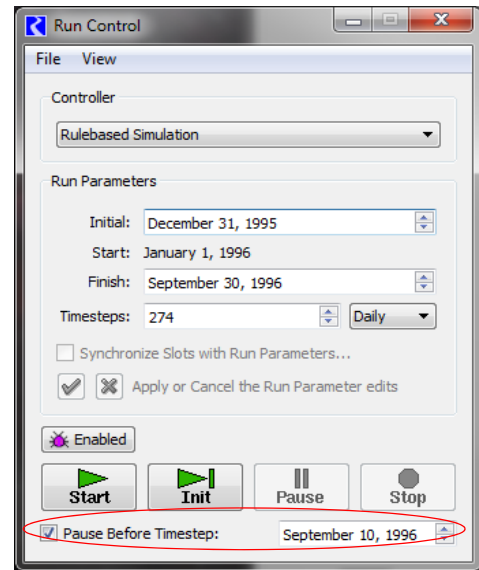 Run Control
File View
Controller
Rulebased Simulation
Run Parameters
Initial: December 31, 1995
Start: January 1, 1996
Finish: September 30, 1996
Timesteps: 274 Daily
Synchronize Slots with Run Parameters...
Apply or Cancel the Run Parameter edits
Enabled
Start Init Pause Stop
Pause Before Timestep: September 10, 1996